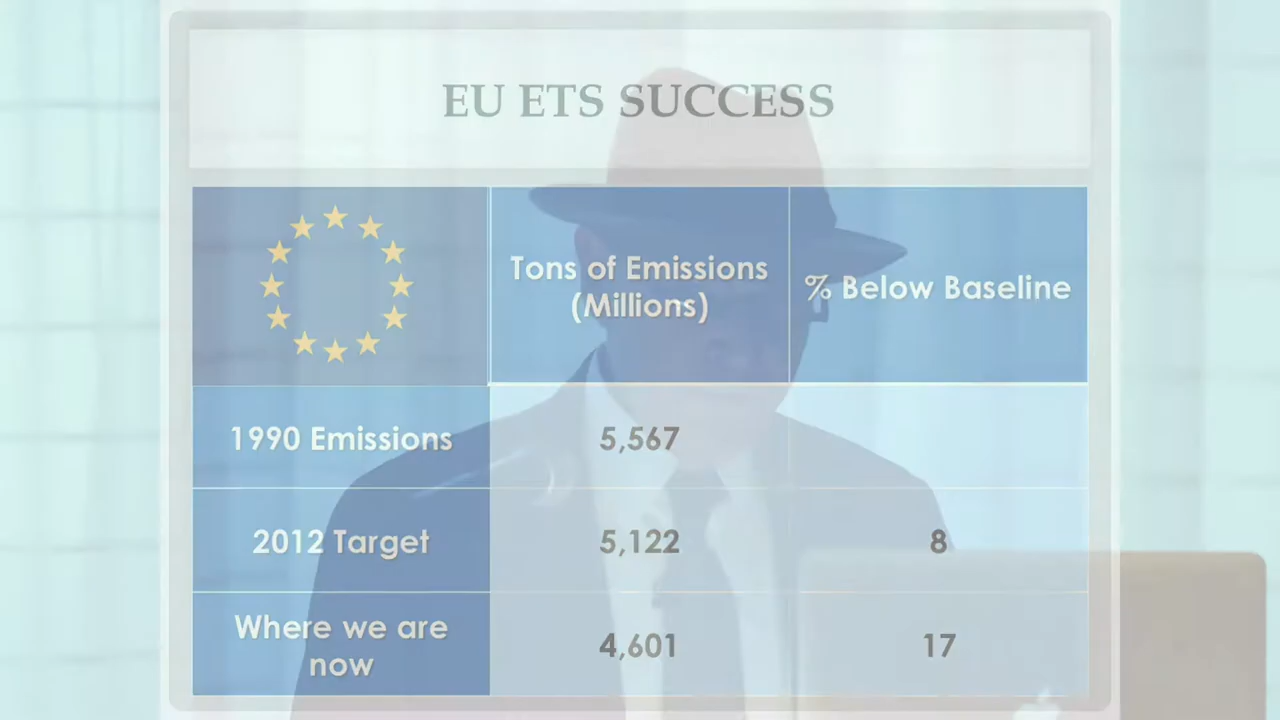 EU ETS SUCCESS
Tons of Emissions
(Millions)
% Below Baseline
1990 Emissions
5,567
2012 Target
5,122
8
Where we are
now
4,601
17